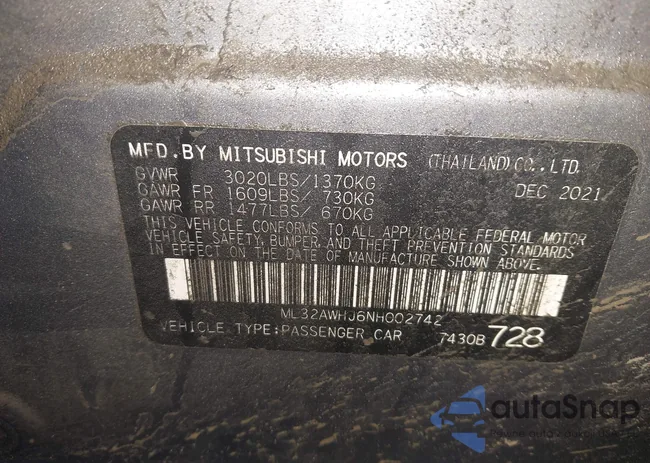 MFD.BY MITSUBISHI MOTORS (THAILAND)CO.,LTD.
GVWR 3020LBS/1370KG DEC 2021
GAWR FR 1609LBS/ 730KG
GAWR RR 1477LBS/ 670KG
THIS VEHICLE CONFORMS TO ALL APPLICABLE FEDERAL MOTOR
VEHICLE SAFETY, BUMPER, AND THEFT PREVENTION STANDARDS
IN EFFECT ON THE DATE OF MANUFACTURE SHOWN ABOVE.
ML32AWHJ6NH002742
VEHICLE TYPE:PASSENGER CAR 7430B 728
autoSnap